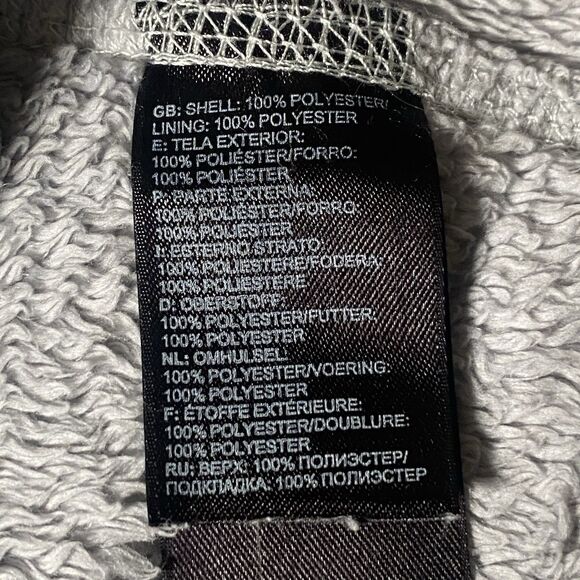 GB: SHELL: 100% POLYESTER/
LINING: 100% POLYESTER
E: TELA EXTERIOR:
100% POLIÉSTER/FORRO:
100% POLIÉSTER
P: PARTE EXTERNA
100% POLIÉSTER/FORRO:
100% POLIÉSTER
I: ESTERNO STRATO:
100% POLIESTERE/FODERA:
100% POLIESTERE
D: OBERSTOFF:
100% POLYESTER/FUTTER:
100% POLYESTER
NL: OMHULSEL:
100% POLYESTER/VOERING:
100% POLYESTER
F: ÉTOFFE EXTÉRIEURE:
100% POLYESTER/DOUBLURE:
100% POLYESTER
RU: ВЕРХ: 100% ПОЛИЭСТЕР/
ПОДКЛАДКА: 100% ПОЛИЭСТЕР